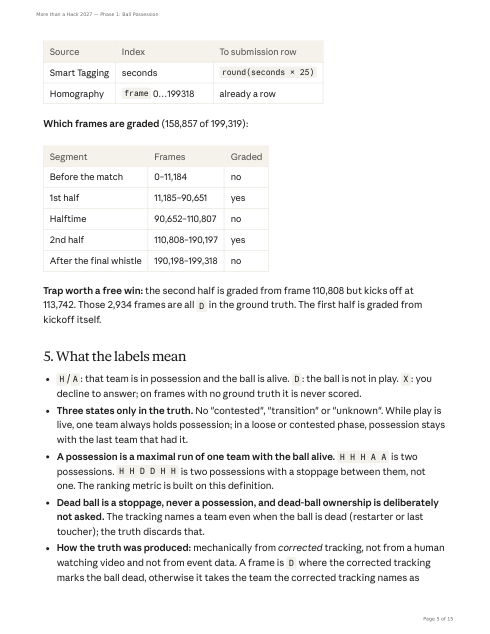 More than a Hack 2027 — Phase 1: Ball Possession
Source Index To submission row
Smart Tagging seconds round(seconds × 25)
Homography frame 0…199318 already a row
Which frames are graded (158,857 of 199,319):
Segment Frames Graded
Before the match 0–11,184 no
1st half 11,185–90,651 yes
Halftime 90,652–110,807 no
2nd half 110,808–190,197 yes
After the final whistle 190,198–199,318 no
Trap worth a free win: the second half is graded from frame 110,808 but kicks off at
113,742. Those 2,934 frames are all D in the ground truth. The first half is graded from
kickoff itself.
5. What the labels mean
• H / A : that team is in possession and the ball is alive. D : the ball is not in play. X : you
decline to answer; on frames with no ground truth it is never scored.
• Three states only in the truth. No "contested", "transition" or "unknown". While play is
live, one team always holds possession; in a loose or contested phase, possession stays
with the last team that had it.
• A possession is a maximal run of one team with the ball alive. H H H A A is two
possessions. H H D D H H is two possessions with a stoppage between them, not
one. The ranking metric is built on this definition.
• Dead ball is a stoppage, never a possession, and dead-ball ownership is deliberately
not asked. The tracking names a team even when the ball is dead (restarter or last
toucher); the truth discards that.
• How the truth was produced: mechanically from corrected tracking, not from a human
watching video and not from event data. A frame is D where the corrected tracking
marks the ball dead, otherwise it takes the team the corrected tracking names as
Page 5 of 15